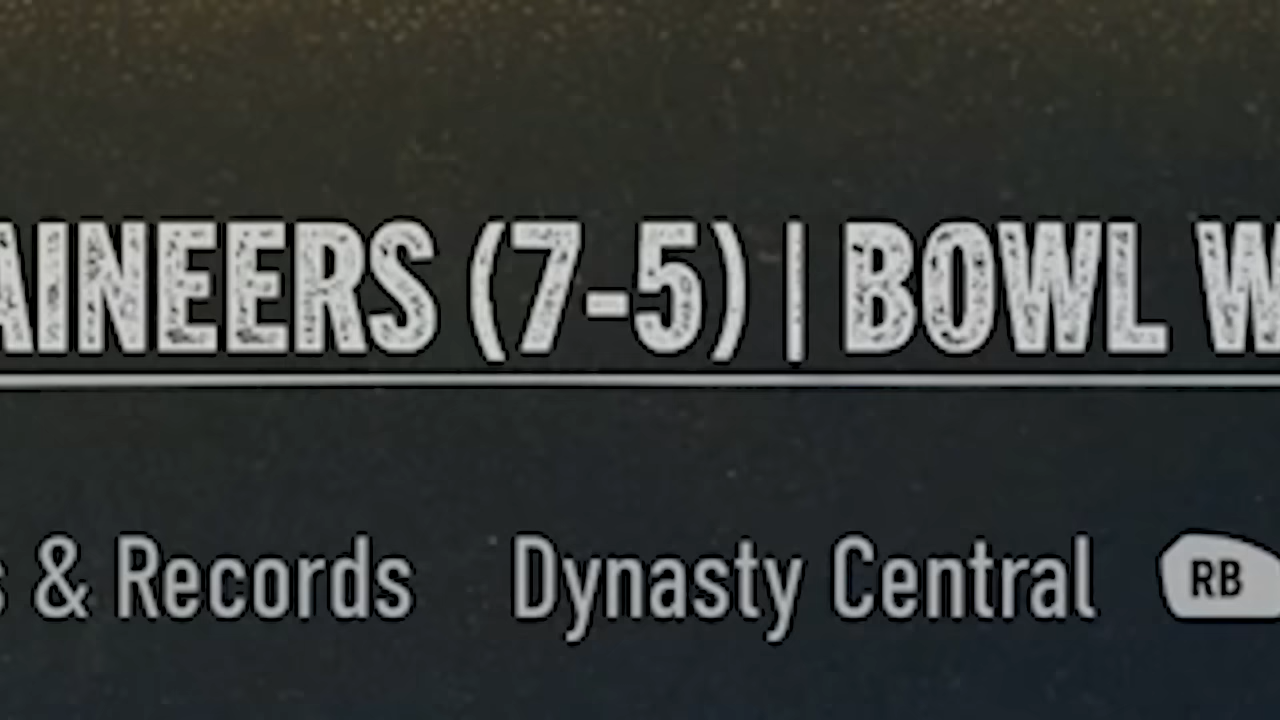 AINEERS (7-5) | BOWL W
s & Records Dynasty Central RB